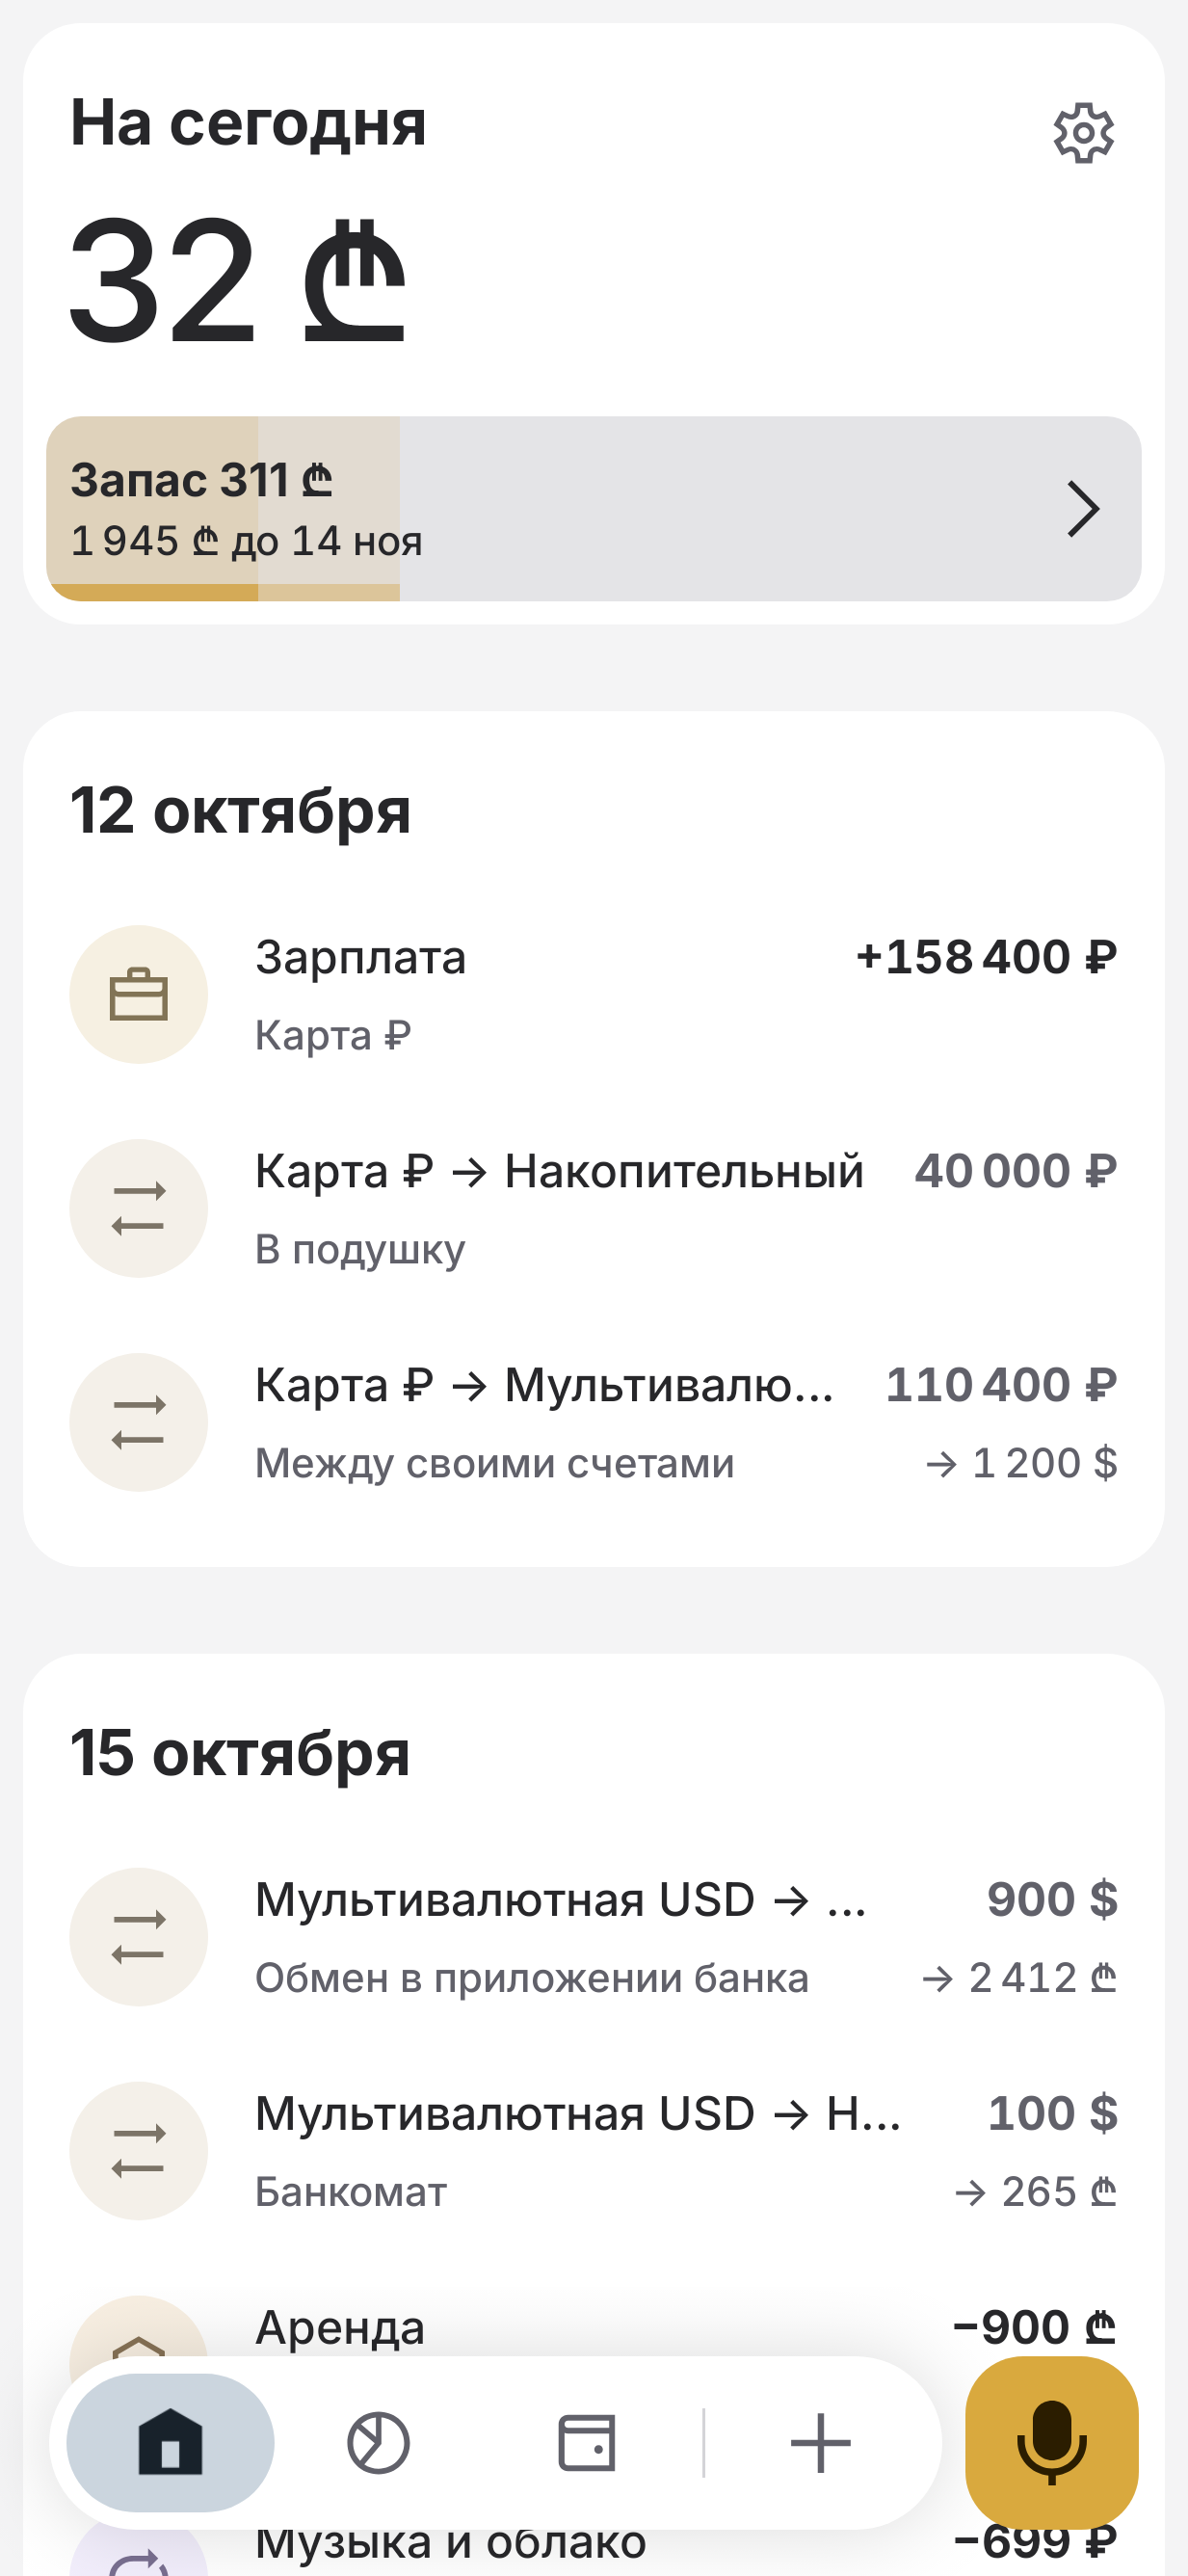 На сегодня
32 ₾
Запас 311 ₾
1 945 ₾ до 14 ноя
12 октября
Зарплата
+158 400 ₽
Карта ₽
Карта ₽ → Накопительный
40 000 ₽
В подушку
Карта ₽ → Мультивалю...
110 400 ₽
Между своими счетами
→ 1 200 $
15 октября
Мультивалютная USD → ...
900 $
Обмен в приложении банка
→ 2 412 ₾
Мультивалютная USD → Н...
100 $
Банкомат
→ 265 ₾
Аренда
−900 ₾
Музыка и облако
−699 ₽